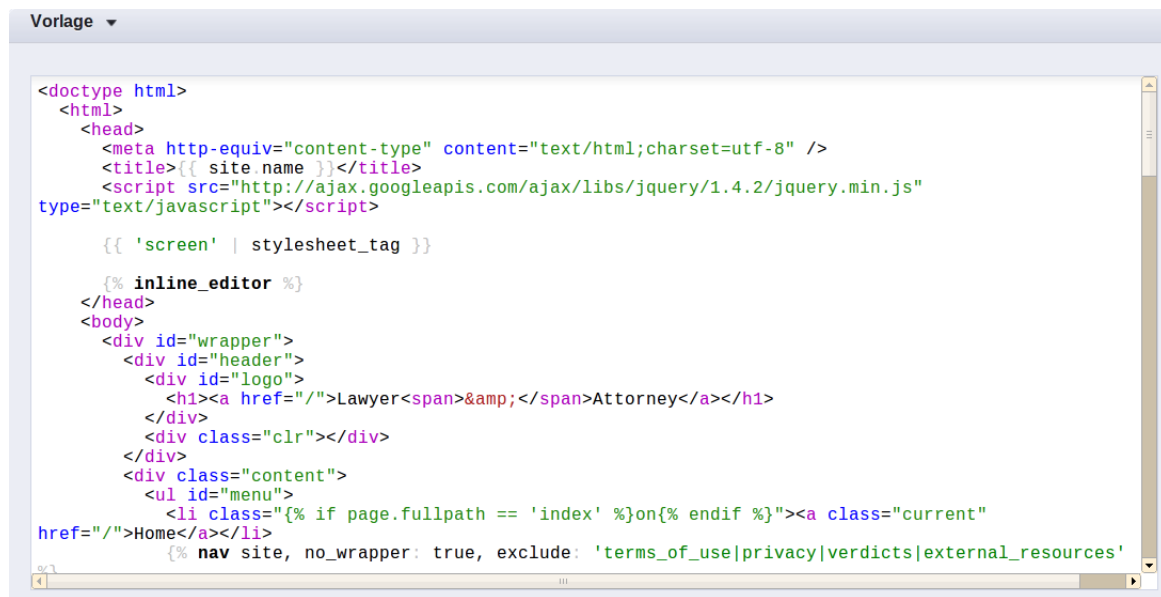 Vorlage
<doctype html>
<html>
<head>
<meta http-equiv="content-type" content="text/html;charset=utf-8" />
<title>{{ site.name }}</title>
<script src="http://ajax.googleapis.com/ajax/libs/jquery/1.4.2/jquery.min.js"
type="text/javascript"></script>
{{ 'screen' | stylesheet_tag }}
{% inline_editor %}
</head>
<body>
<div id="wrapper">
<div id="header">
<div id="logo">
<h1><a href="/">Lawyer<span>&amp;</span>Attorney</a></h1>
</div>
<div class="clr"></div>
</div>
<div class="content">
<ul id="menu">
<li class="{% if page.fullpath == 'index' %}on{% endif %}"><a class="current"
href="/">Home</a></li>
{% nav site, no_wrapper: true, exclude: 'terms_of_use|privacy|verdicts|external_resources'
%}